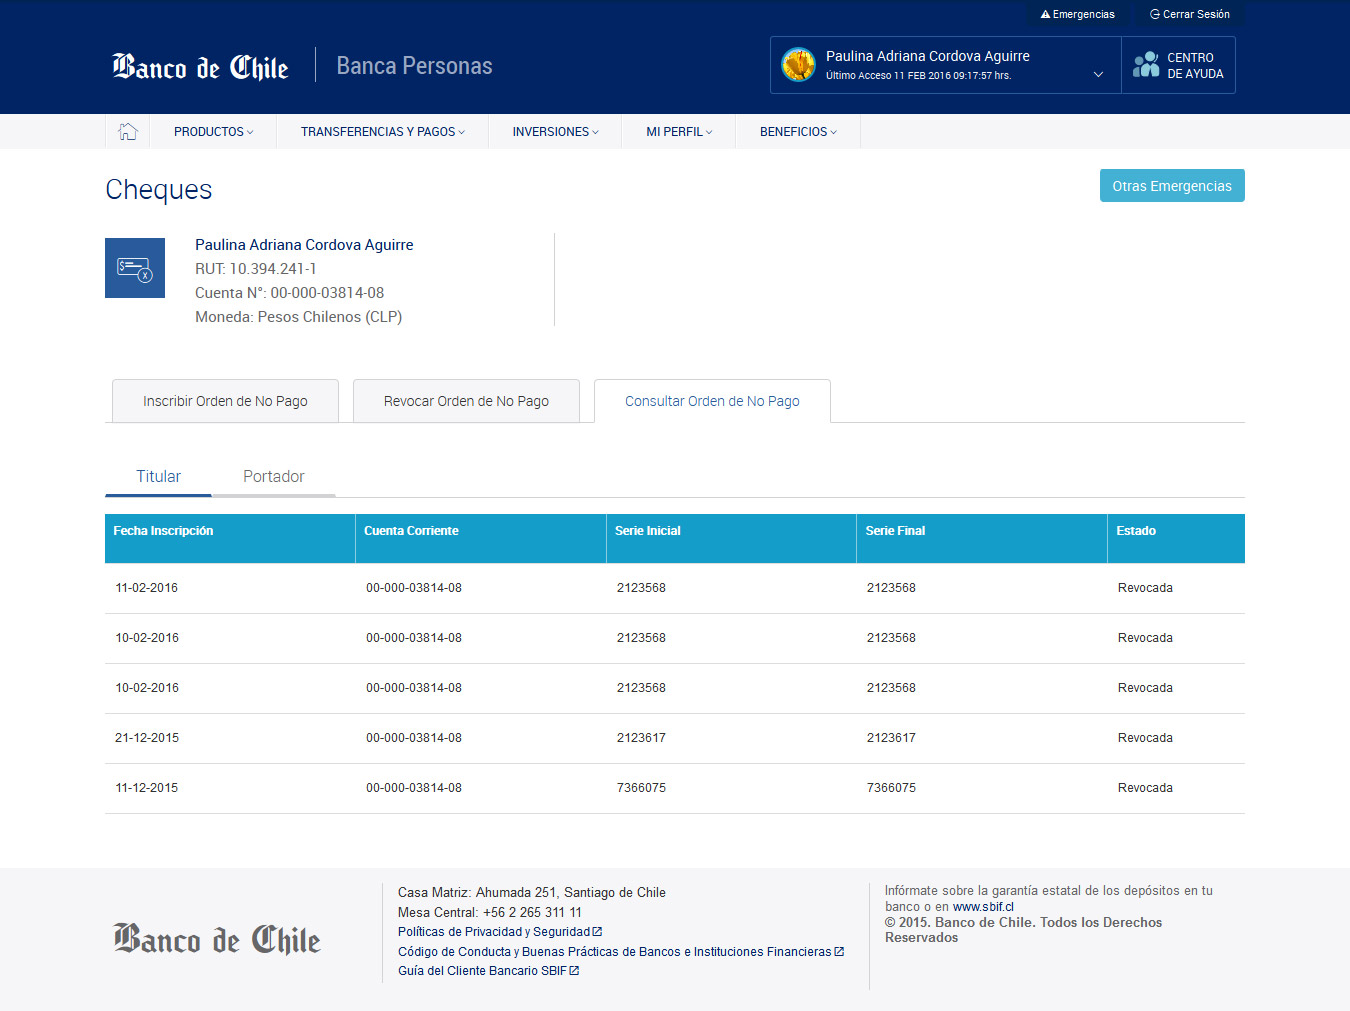 Emergencias Cerrar Sesión
Banco de Chile Banca Personas
Paulina Adriana Cordova Aguirre
Último Acceso 11 FEB 2016 09:17:57 hrs.
CENTRO
DE AYUDA
PRODUCTOS TRANSFERENCIAS Y PAGOS INVERSIONES MI PERFIL BENEFICIOS
Cheques
Otras Emergencias
Paulina Adriana Cordova Aguirre
RUT: 10.394.241-1
Cuenta N°: 00-000-03814-08
Moneda: Pesos Chilenos (CLP)
Inscribir Orden de No Pago Revocar Orden de No Pago Consultar Orden de No Pago
Titular Portador
Fecha Inscripción Cuenta Corriente Serie Inicial Serie Final Estado
11-02-2016 00-000-03814-08 2123568 2123568 Revocada
10-02-2016 00-000-03814-08 2123568 2123568 Revocada
10-02-2016 00-000-03814-08 2123568 2123568 Revocada
21-12-2015 00-000-03814-08 2123617 2123617 Revocada
11-12-2015 00-000-03814-08 7366075 7366075 Revocada
Banco de Chile
Casa Matriz: Ahumada 251, Santiago de Chile
Mesa Central: +56 2 265 311 11
Políticas de Privacidad y Seguridad
Código de Conducta y Buenas Prácticas de Bancos e Instituciones Financieras
Guía del Cliente Bancario SBIF
Infórmate sobre la garantía estatal de los depósitos en tu
banco o en www.sbif.cl
© 2015. Banco de Chile. Todos los Derechos
Reservados